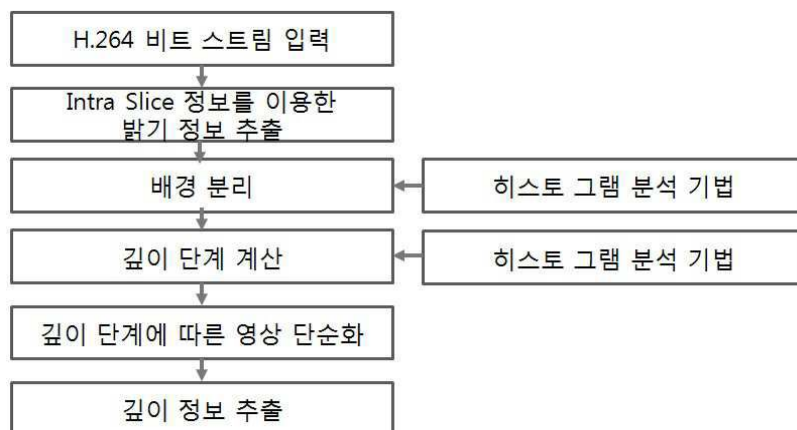 H.264 비트 스트림 입력
Intra Slice 정보를 이용한
밝기 정보 추출
배경 분리
히스토 그램 분석 기법
깊이 단계 계산
히스토 그램 분석 기법
깊이 단계에 따른 영상 단순화
깊이 정보 추출